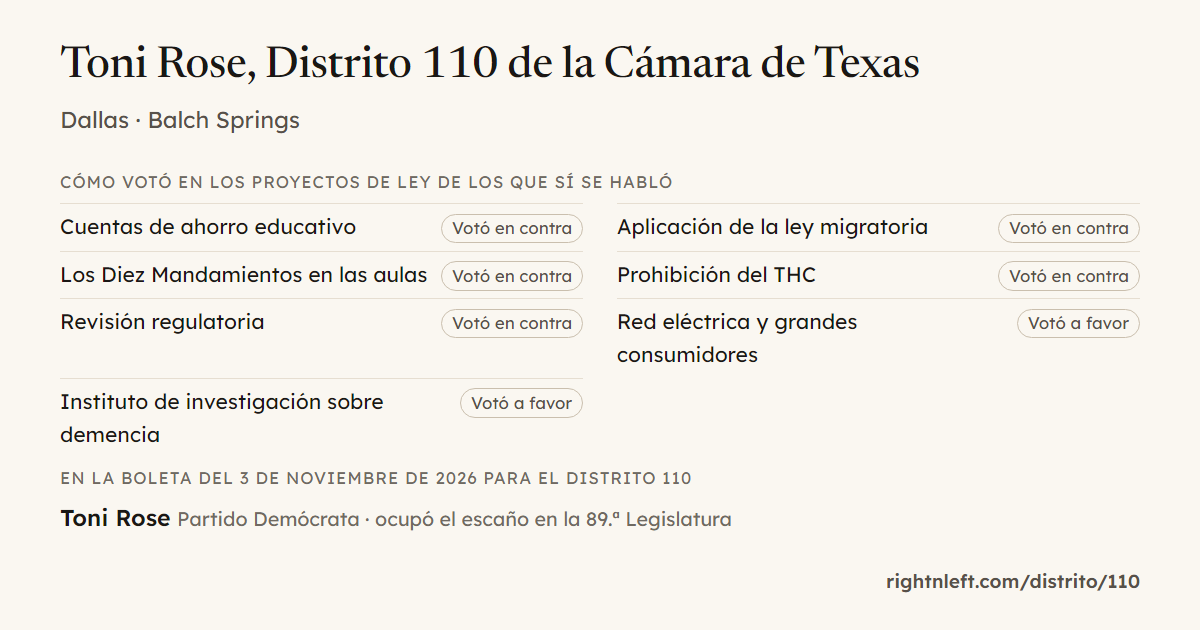 Toni Rose, Distrito 110 de la Cámara de Texas
Dallas · Balch Springs
CÓMO VOTÓ EN LOS PROYECTOS DE LEY DE LOS QUE SÍ SE HABLÓ
Cuentas de ahorro educativo Votó en contra
Aplicación de la ley migratoria Votó en contra
Los Diez Mandamientos en las aulas Votó en contra
Prohibición del THC Votó en contra
Revisión regulatoria Votó en contra
Red eléctrica y grandes Votó a favor
consumidores
Instituto de investigación sobre Votó a favor
demencia
EN LA BOLETA DEL 3 DE NOVIEMBRE DE 2026 PARA EL DISTRITO 110
Toni Rose Partido Demócrata · ocupó el escaño en la 89.ª Legislatura
rightnleft.com/distrito/110